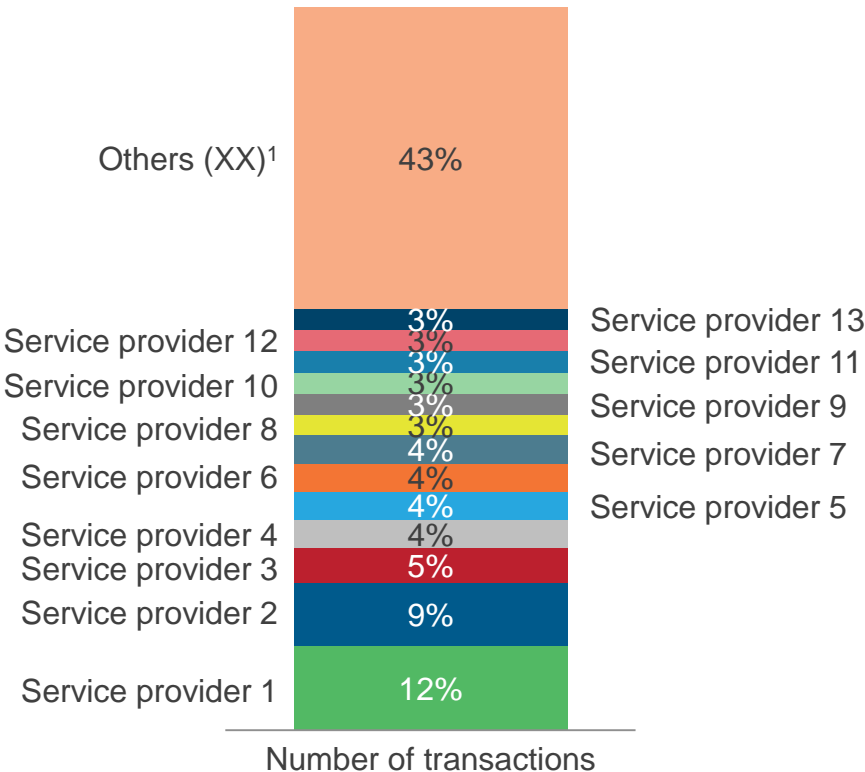 Others (XX)¹ 43%
3% Service provider 13
Service provider 12 3%
3% Service provider 11
Service provider 10 3%
3% Service provider 9
Service provider 8 3%
4% Service provider 7
Service provider 6 4%
4% Service provider 5
Service provider 4 4%
Service provider 3 5%
Service provider 2 9%
Service provider 1 12%
Number of transactions